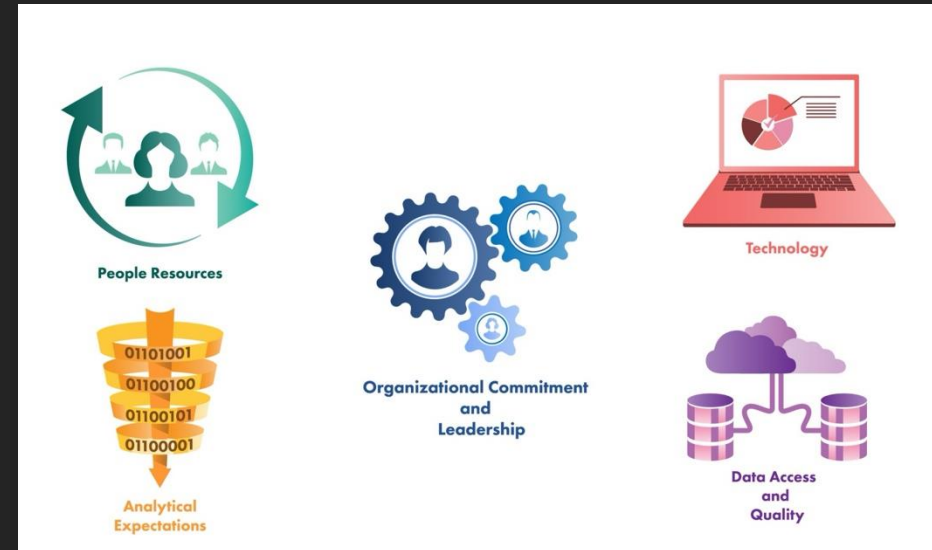 People Resources
01101001
01100100
01100101
01100001
Analytical
Expectations
Organizational Commitment
and
Leadership
Technology
Data Access
and
Quality